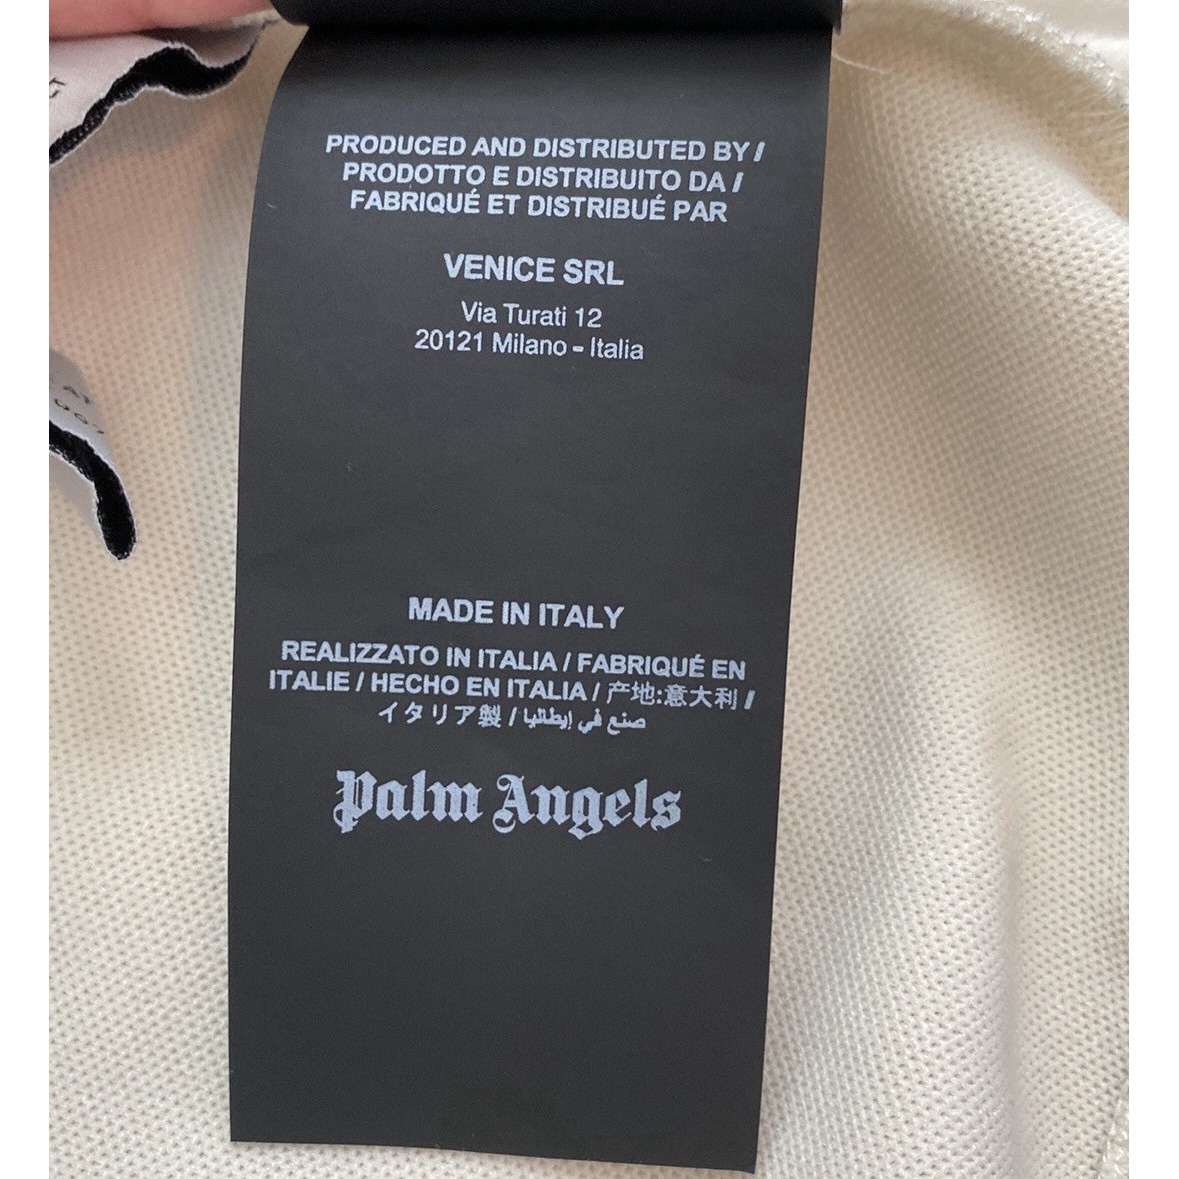 PRODUCED AND DISTRIBUTED BY /
PRODOTTO E DISTRIBUITO DA /
FABRIQUÉ ET DISTRIBUÉ PAR
VENICE SRL
Via Turati 12
20121 Milano - Italia
MADE IN ITALY
REALIZZATO IN ITALIA / FABRIQUÉ EN
ITALIE / HECHO EN ITALIA / 产地:意大利 /
イタリア製 / صنع في إيطاليا
Palm Angels